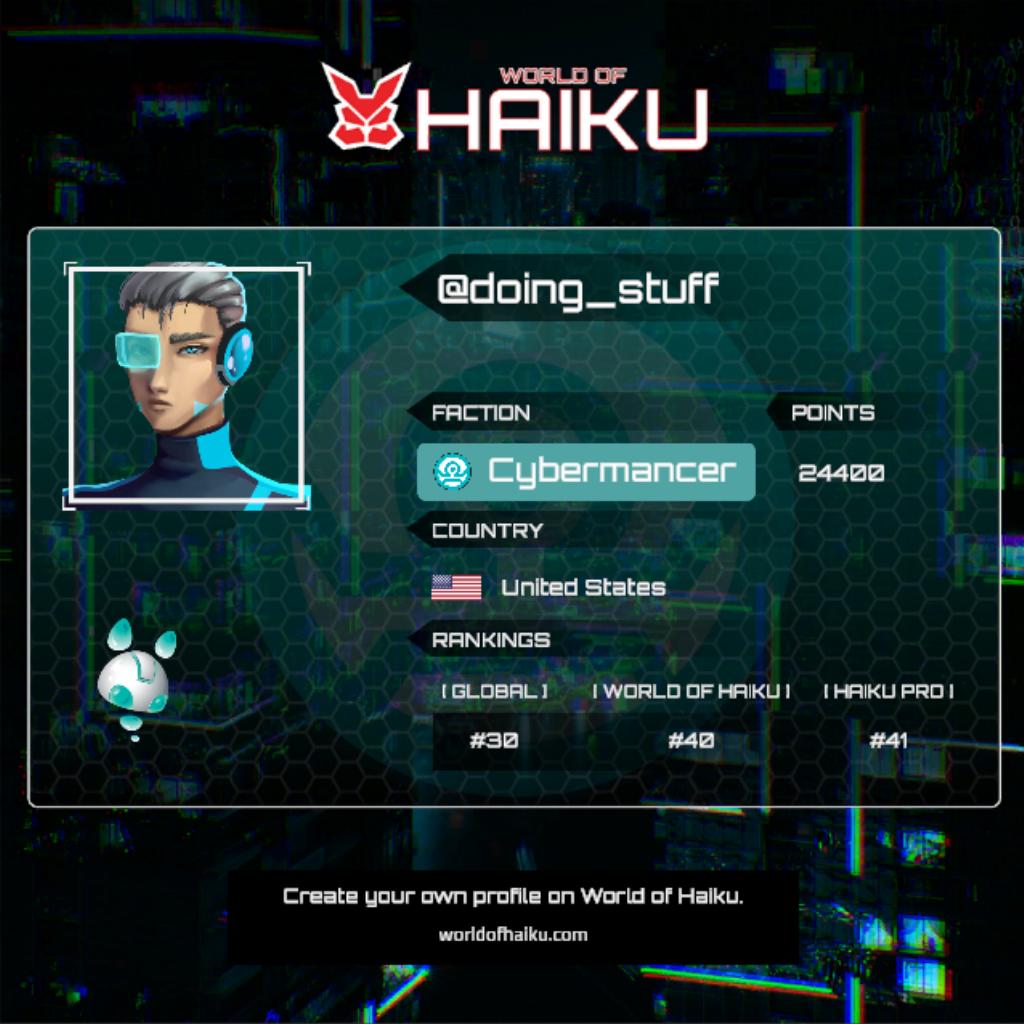 WORLD OF
HAIKU
@doing_stuff
FACTION
POINTS
Cybermancer
24400
COUNTRY
United States
RANKINGS
[ GLOBAL ]
[ WORLD OF HAIKU ]
[ HAIKU PRO ]
#30
#40
#41
Create your own profile on World of Haiku.
worldofhaiku.com